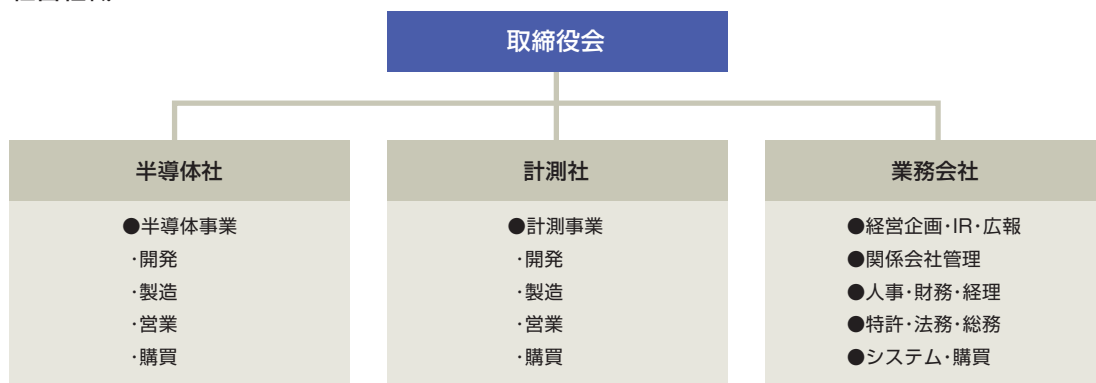 取締役会
半導体社
●半導体事業
・開発
・製造
・営業
・購買
計測社
●計測事業
・開発
・製造
・営業
・購買
業務会社
●経営企画・IR・広報
●関係会社管理
●人事・財務・経理
●特許・法務・総務
●システム・購買